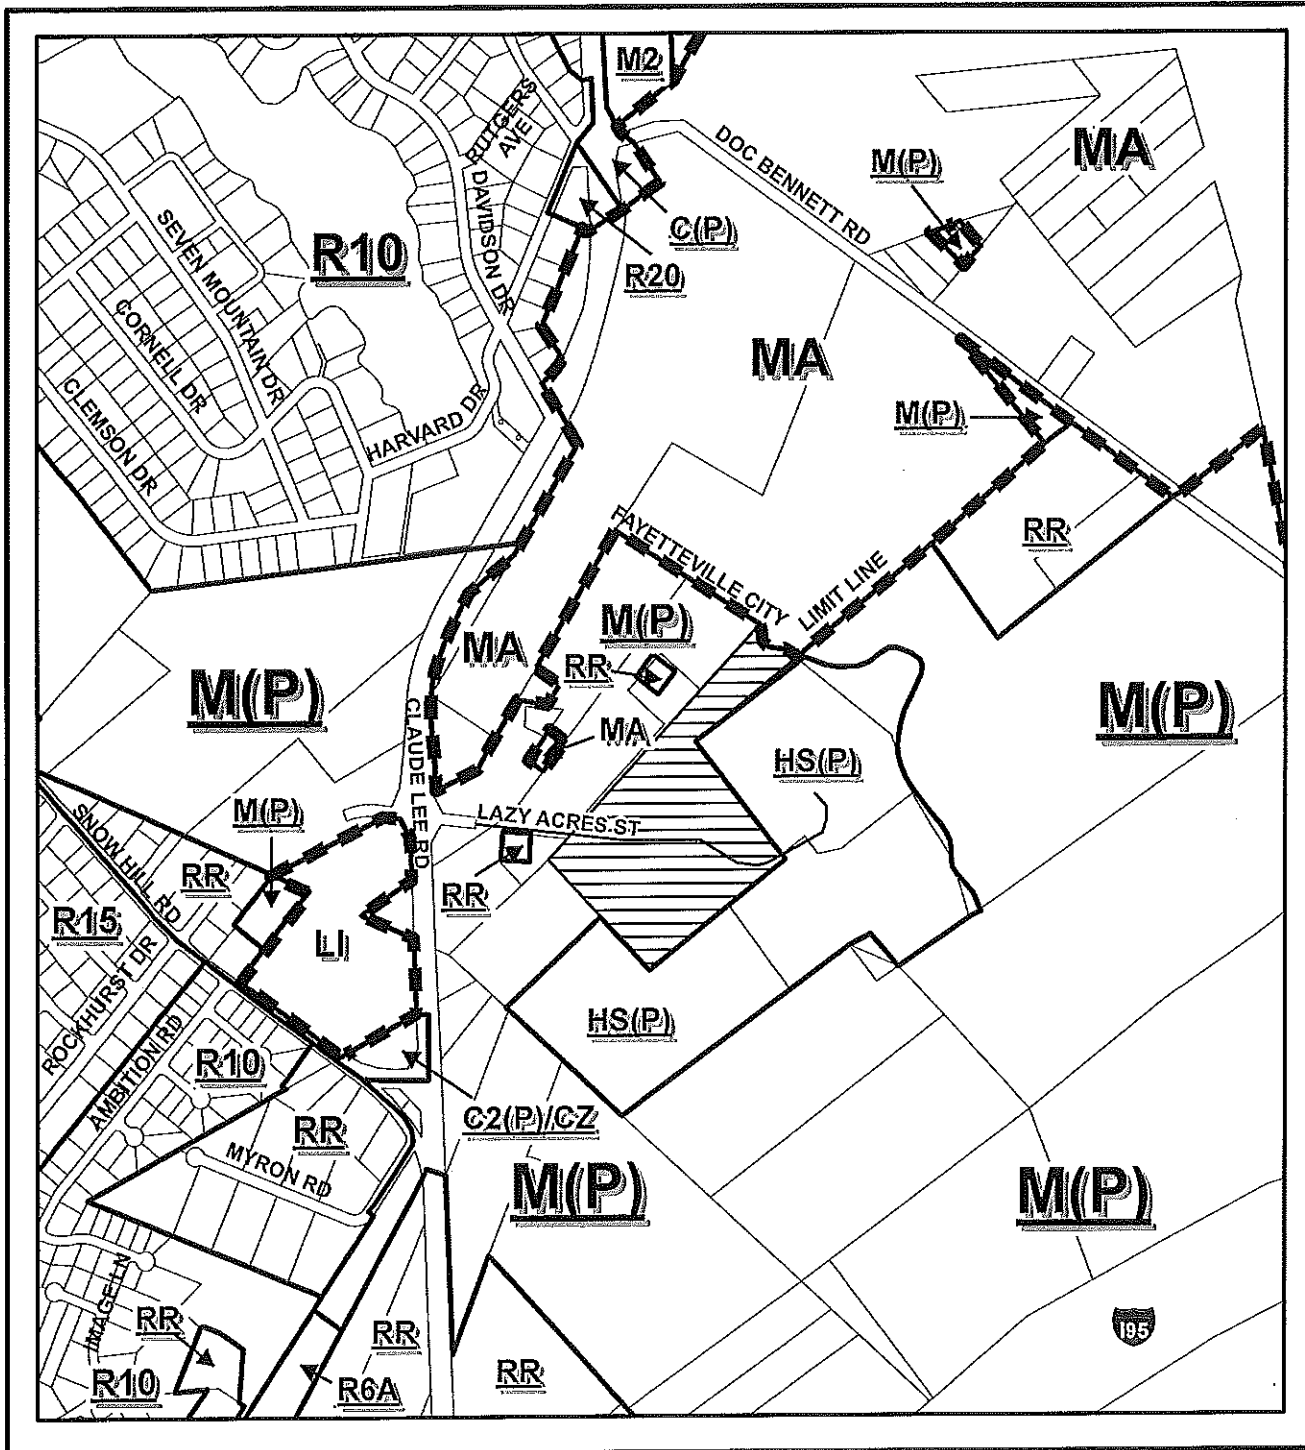 M2
RUTGERS
AVE
DOC BENNETT RD
MA
M(P)
DAVIDSON DR
SEVEN MOUNTAIN DR
R10
C(P)
R20
CORNELL DR
MA
CLEMSON DR
HARVARD DR
M(P)
FAYETTEVILLE CITY
LIMIT LINE
RR
M(P)
MA
RR
M(P)
CLAUDE LEE RD
MA
M(P)
HS(P)
M(P)
SNOW HILL RD
LAZY ACRES ST
RR
RR
R15
LI
ROCKHURST DR
AMBITION RD
HS(P)
R10
C2(P)/CZ
RR
MYRON RD
M(P)
M(P)
IMAGE LN
RR
RR
R10
R6A
RR
I95